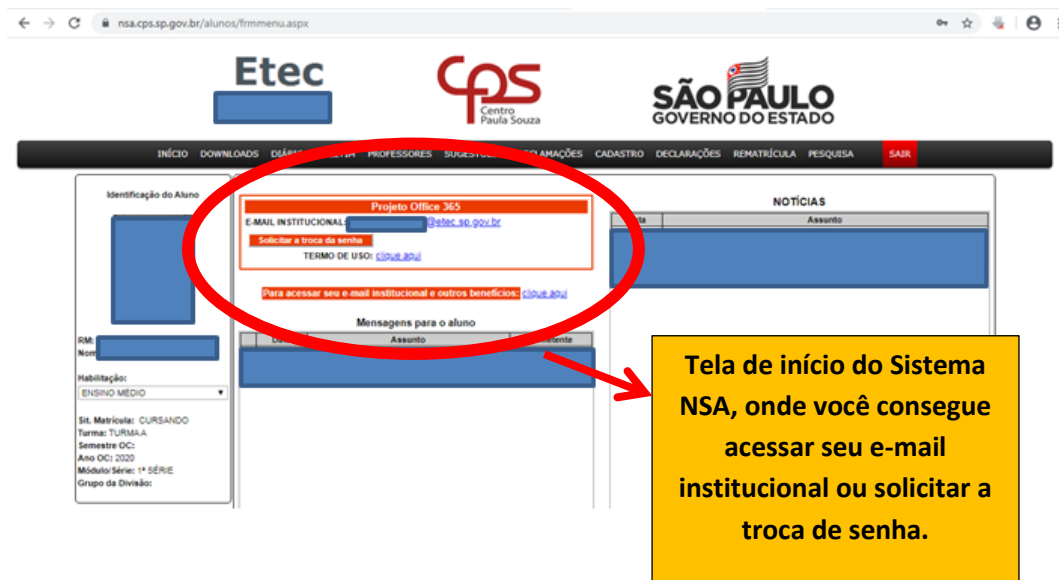 nsa.cps.sp.gov.br/alunos/frmmenu.aspx
Etec
cps
Centro
Paula Souza
SÃO PAULO
GOVERNO DO ESTADO
INÍCIO DOWNLOADS PROFESSORES CADASTRO DECLARAÇÕES REMATRÍCULA PESQUISA SAIR
Identificação do Aluno
RM:
Habilitação:
ENSINO MÉDIO
Sit. Matrícula: CURSANDO
Turma: TURMA A
Semestre OC:
Ano OC: 2020
Módulo/Série: 1ª SÉRIE
Grupo da Divisão:
Projeto Office 365
E-MAIL INSTITUCIONAL: @etec.sp.gov.br
Solicitar a troca da senha
TERMO DE USO: clique aqui
Para acessar seu e-mail institucional e outros benefícios: clique aqui
Mensagens para o aluno
Assunto
NOTÍCIAS
Assunto
Tela de início do Sistema
NSA, onde você consegue
acessar seu e-mail
institucional ou solicitar a
troca de senha.